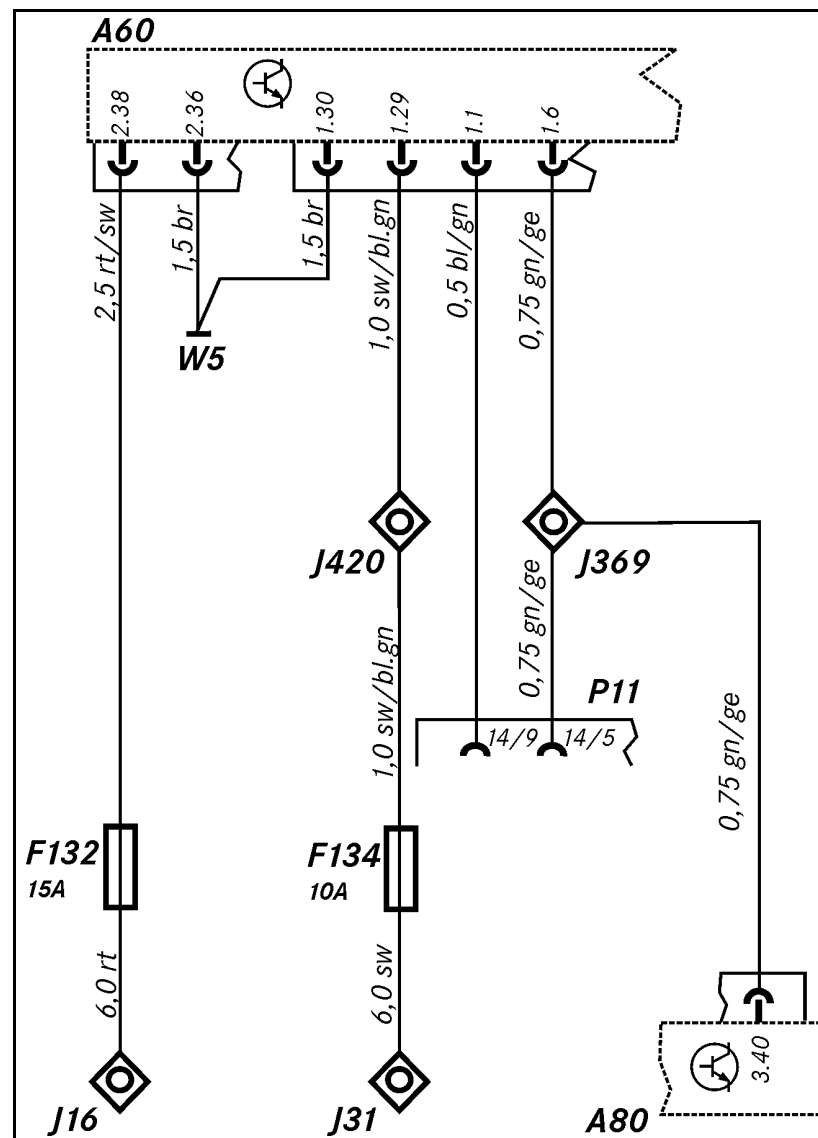 A60
2.38
2.36
1.30
1.29
1.1
1.6
2,5 rt/sw
1,5 br
1,5 br
1,0 sw/bl.gn
0,5 bl/gn
0,75 gn/ge
W5
J420
J369
1,0 sw/bl.gn
0,75 gn/ge
P11
14/9
14/5
0,75 gn/ge
F132
15A
F134
10A
6,0 rt
6,0 sw
3.40
J16
J31
A80